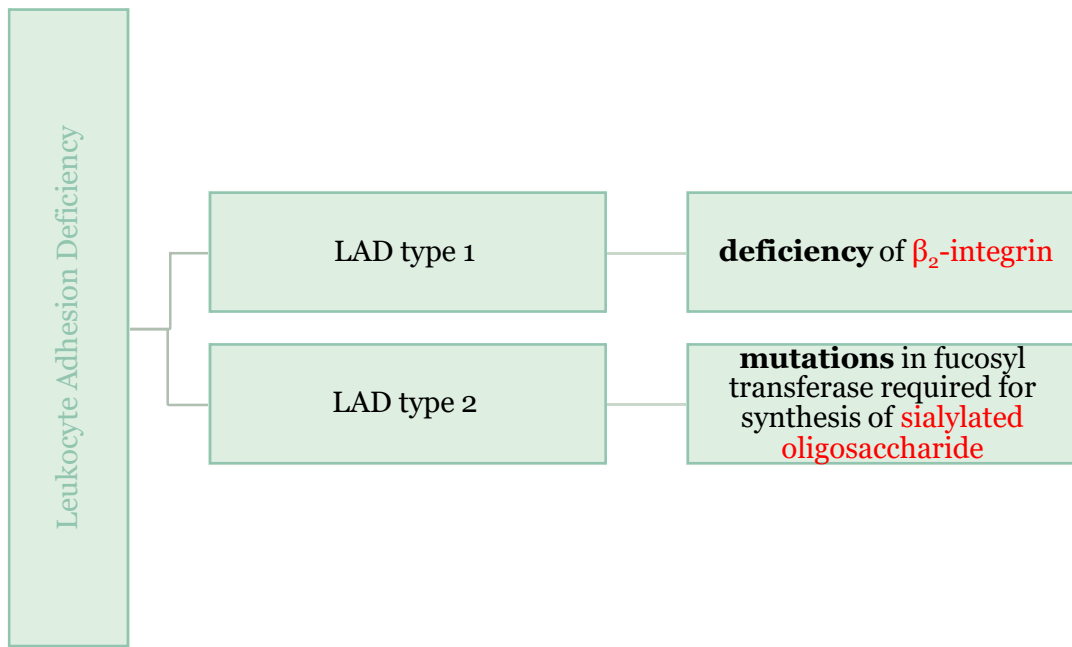 Leukocyte Adhesion Deficiency
LAD type 1
deficiency of β₂-integrin
LAD type 2
mutations in fucosyl
transferase required for
synthesis of sialylated
oligosaccharide